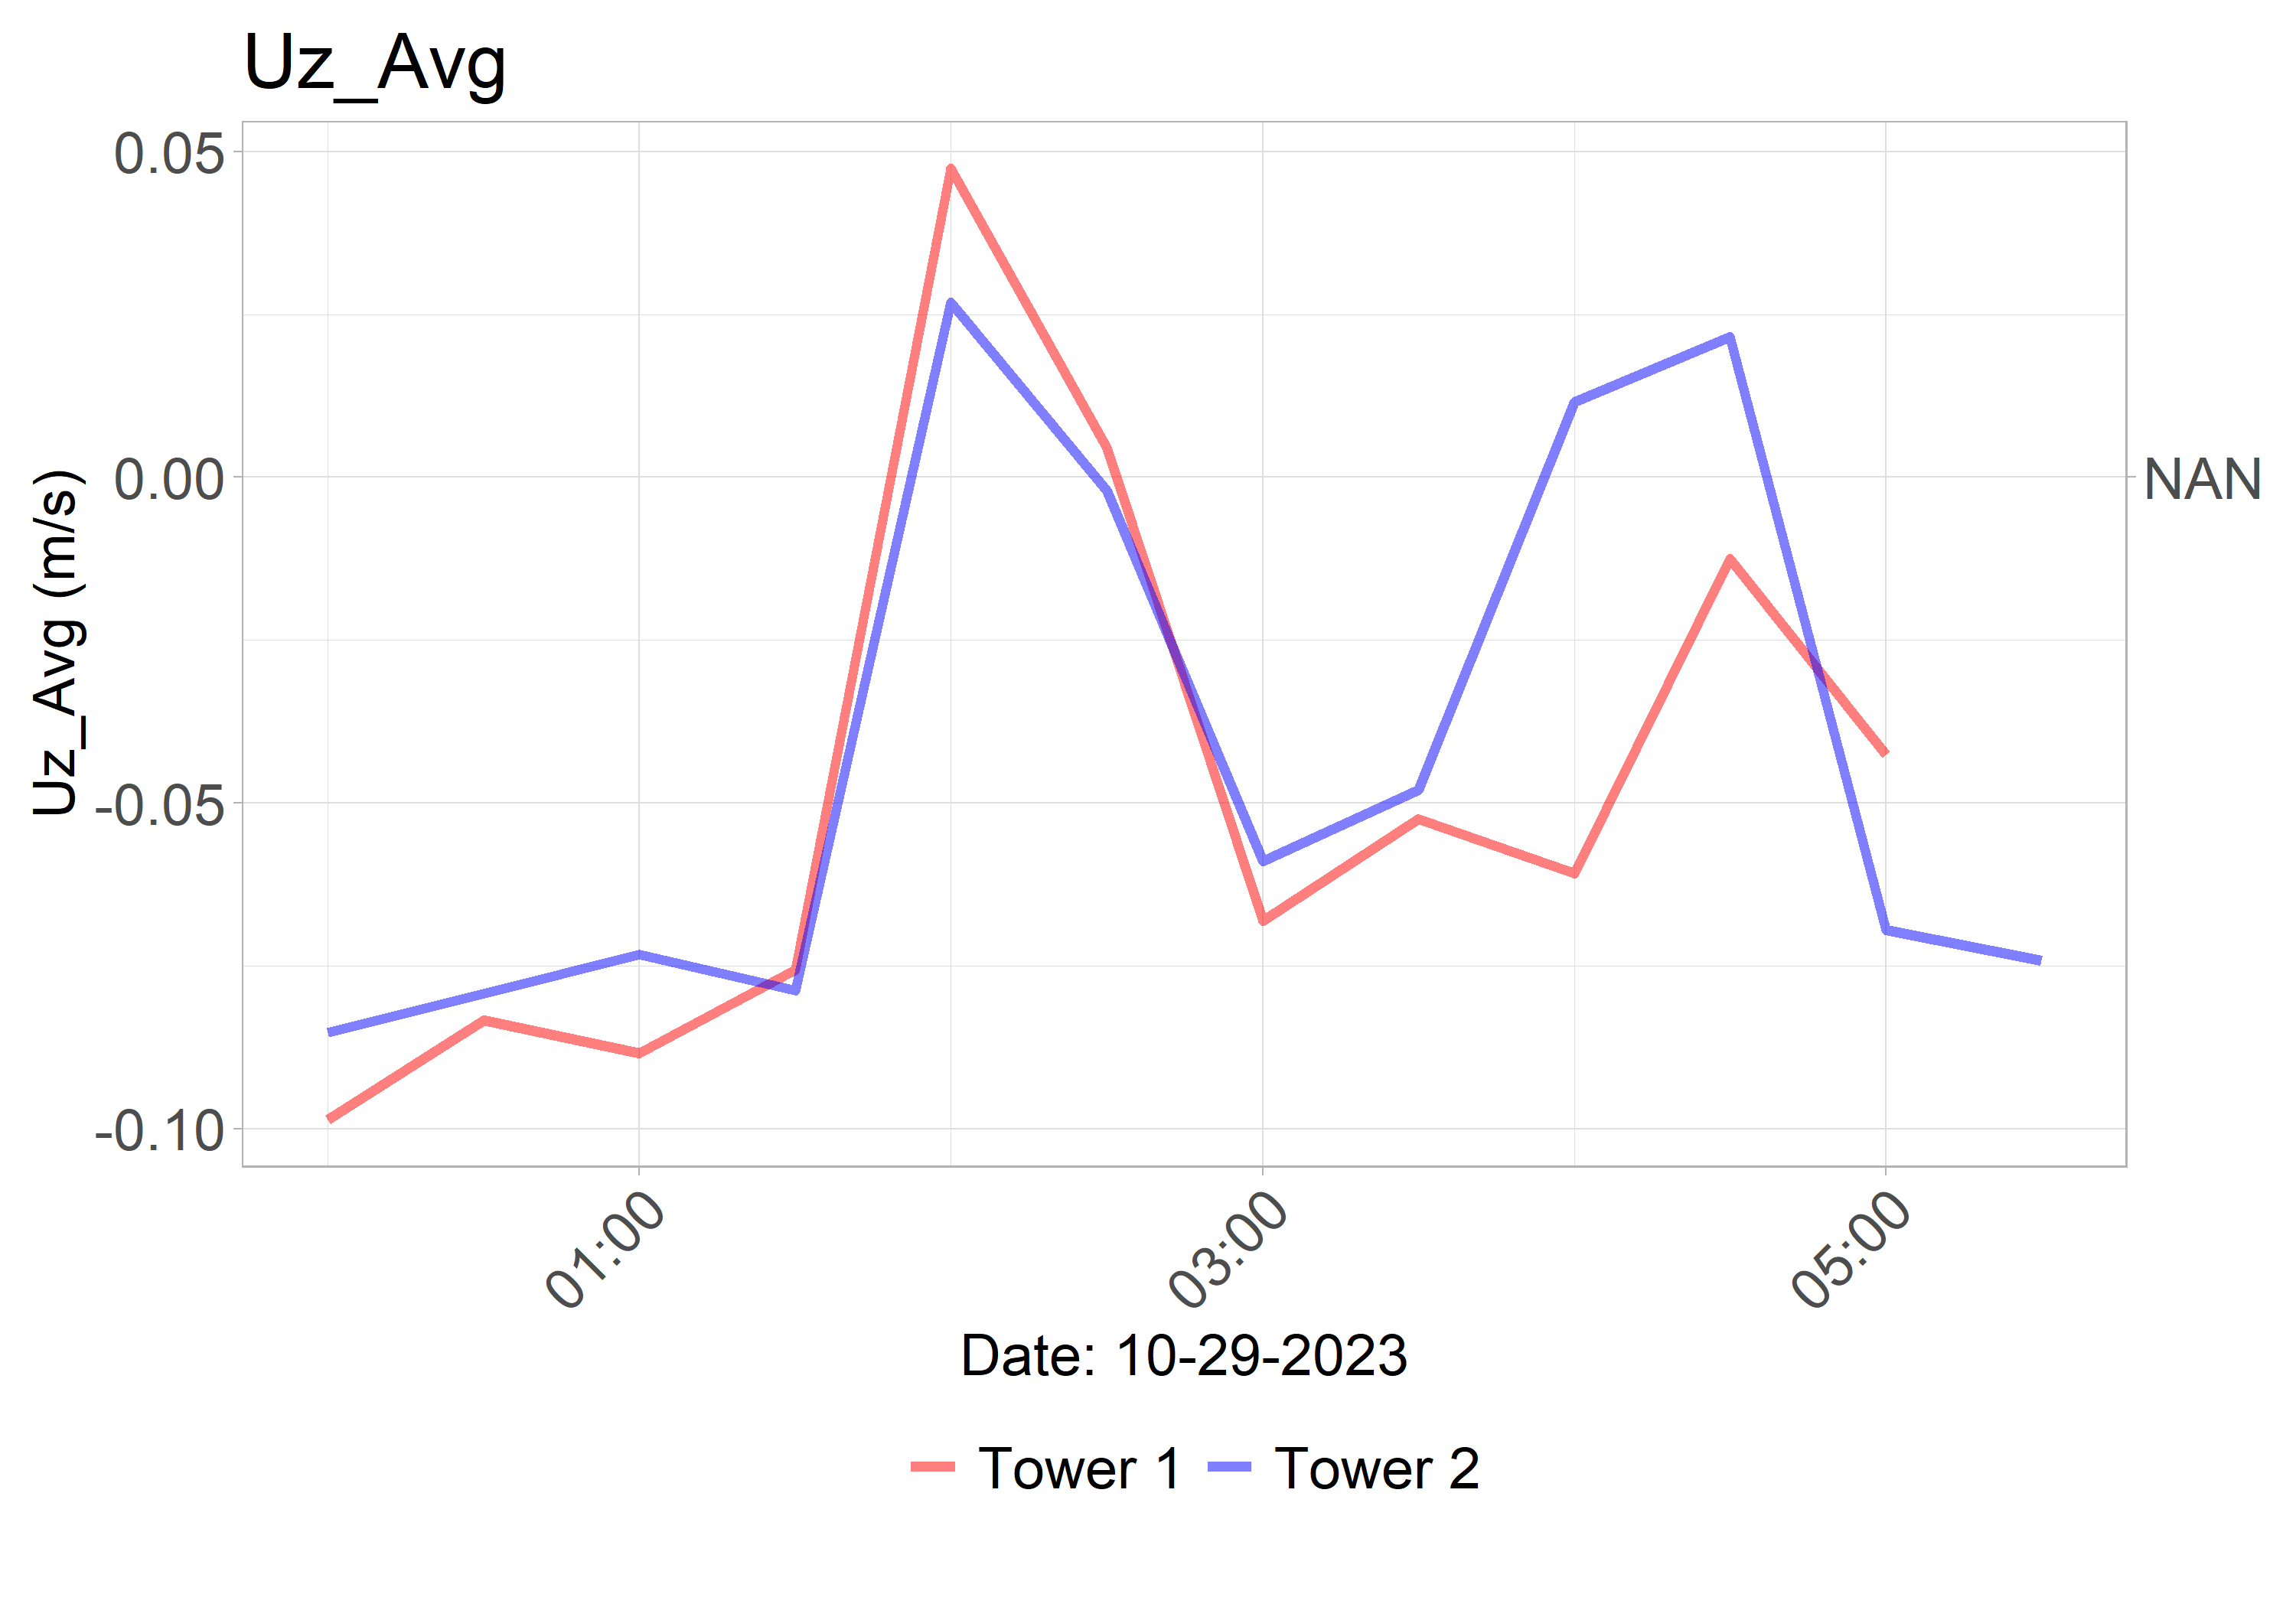 Uz_Avg
0.05
0.00
-0.05
-0.10
Uz_Avg (m/s)
NAN
01:00
03:00
05:00
Date: 10-29-2023
Tower 1 Tower 2